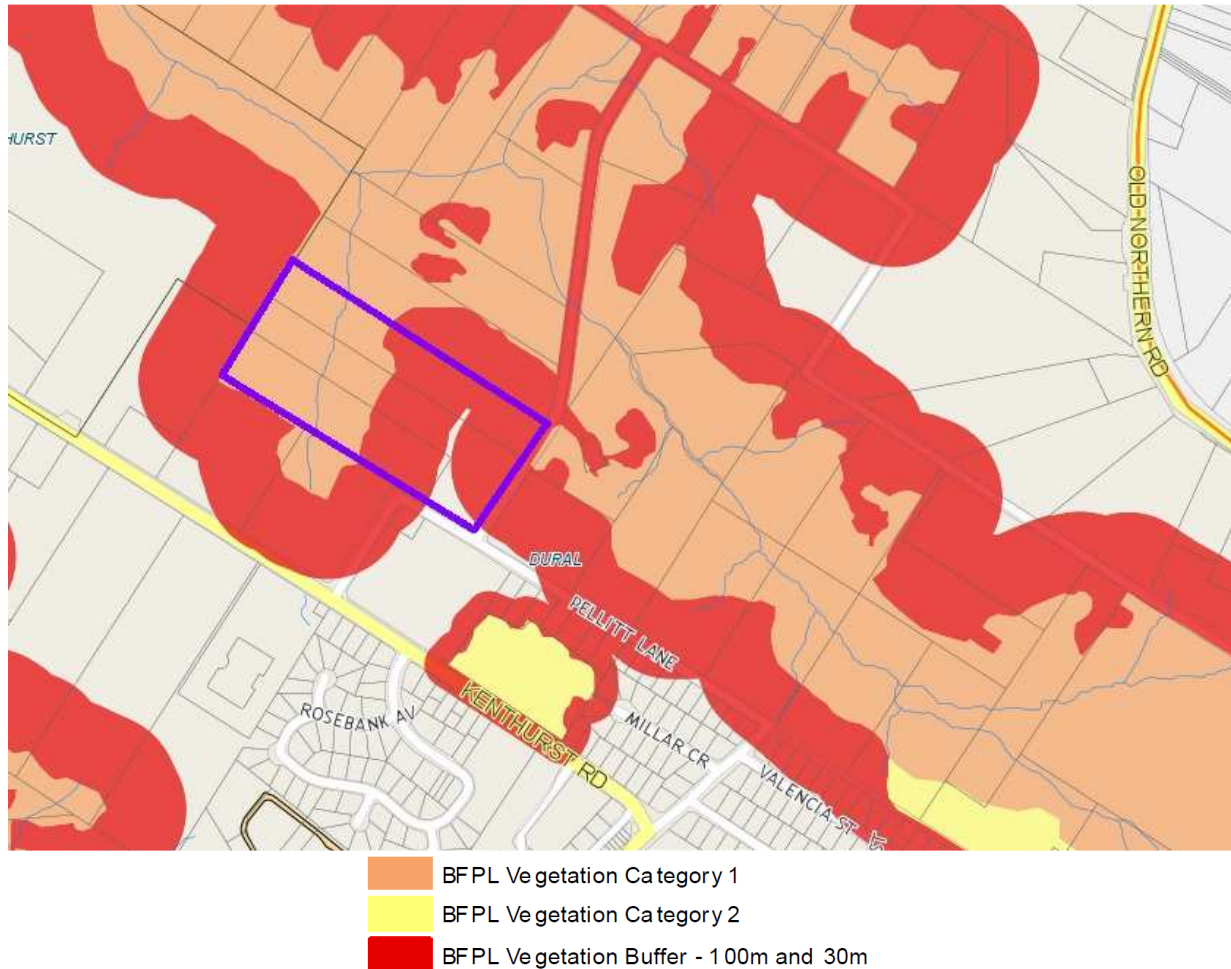 HURST
OLD NORTHERN RD
DURAL
PELLITT LANE
ROSEBANK AV
KENTHURST RD
MILLAR CR
VALENCIA ST
BFPL Vegetation Category 1
BFPL Vegetation Category 2
BFPL Vegetation Buffer - 100m and 30m